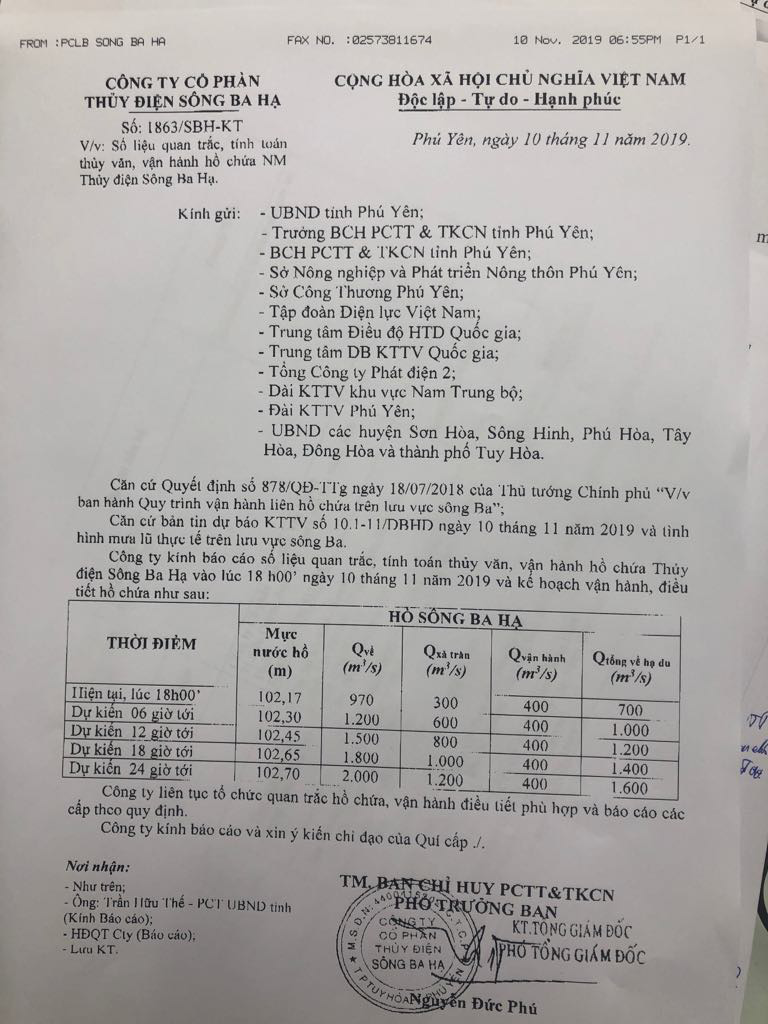 FROM :PCLB SONG BA HA FAX NO. :02573811674 10 Nov. 2019 06:55PM P1/1
CÔNG TY CỔ PHẦN
THỦY ĐIỆN SÔNG BA HẠ
Số: 1863/SBH-KT
V/v: Số liệu quan trắc, tính toán
thủy văn, vận hành hồ chứa NM
Thủy điện Sông Ba Hạ.
CỘNG HÒA XÃ HỘI CHỦ NGHĨA VIỆT NAM
Độc lập - Tự do - Hạnh phúc
Phú Yên, ngày 10 tháng 11 năm 2019.
Kính gửi: - UBND tỉnh Phú Yên;
- Trưởng BCH PCTT & TKCN tỉnh Phú Yên;
- BCH PCTT & TKCN tỉnh Phú Yên;
- Sở Nông nghiệp và Phát triển Nông thôn Phú Yên;
- Sở Công Thương Phú Yên;
- Tập đoàn Điện lực Việt Nam;
- Trung tâm Điều độ HTD Quốc gia;
- Trung tâm DB KTTV Quốc gia;
- Tổng Công ty Phát điện 2;
- Đài KTTV khu vực Nam Trung bộ;
- Đài KTTV Phú Yên;
- UBND các huyện Sơn Hòa, Sông Hinh, Phú Hòa, Tây
Hòa, Đông Hòa và thành phố Tuy Hòa.
Căn cứ Quyết định số 878/QĐ-TTg ngày 18/07/2018 của Thủ tướng Chính phủ “V/v
ban hành Quy trình vận hành liên hồ chứa trên lưu vực sông Ba”;
Căn cứ bản tin dự báo KTTV số 10.1-11/DBHD ngày 10 tháng 11 năm 2019 và tình
hình mưa lũ thực tế trên lưu vực sông Ba.
Công ty kính báo cáo số liệu quan trắc, tính toán thủy văn, vận hành hồ chứa Thủy
điện Sông Ba Hạ vào lúc 18 h00’ ngày 10 tháng 11 năm 2019 và kế hoạch vận hành, điều
tiết hồ chứa như sau:
HỒ SÔNG BA HẠ
THỜI ĐIỂM Mực nước hồ (m) Qvề (m³/s) Qxả tràn (m³/s) Qvận hành (m³/s) Qtổng về hạ du (m³/s)
Hiện tại, lúc 18h00’ 102,17 970 300 400 700
Dự kiến 06 giờ tới 102,30 1.200 600 400 1.000
Dự kiến 12 giờ tới 102,45 1.500 800 400 1.200
Dự kiến 18 giờ tới 102,65 1.800 1.000 400 1.400
Dự kiến 24 giờ tới 102,70 2.000 1.200 400 1.600
Công ty liên tục tổ chức quan trắc hồ chứa, vận hành điều tiết phù hợp và báo cáo các
cấp theo quy định.
Công ty kính báo cáo và xin ý kiến chỉ đạo của Quí cấp ./.
Nơi nhận:
- Như trên;
- Ông: Trần Hữu Thế - PCT UBND tỉnh
(Kính Báo cáo);
- HĐQT Cty (Báo cáo);
- Lưu KT.
TM. BAN CHỈ HUY PCTT&TKCN
PHÓ TRƯỞNG BAN
KT.TỔNG GIÁM ĐỐC
PHÓ TỔNG GIÁM ĐỐC
CÔNG TY
CỔ PHẦN
THỦY ĐIỆN
SÔNG BA HẠ
Nguyễn Đức Phú